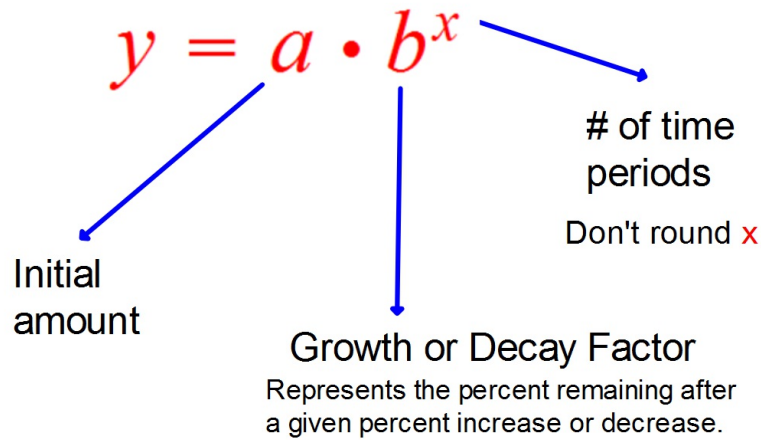 y = a • bˣ
# of time
periods
Don't round x
Initial
amount
Growth or Decay Factor
Represents the percent remaining after
a given percent increase or decrease.